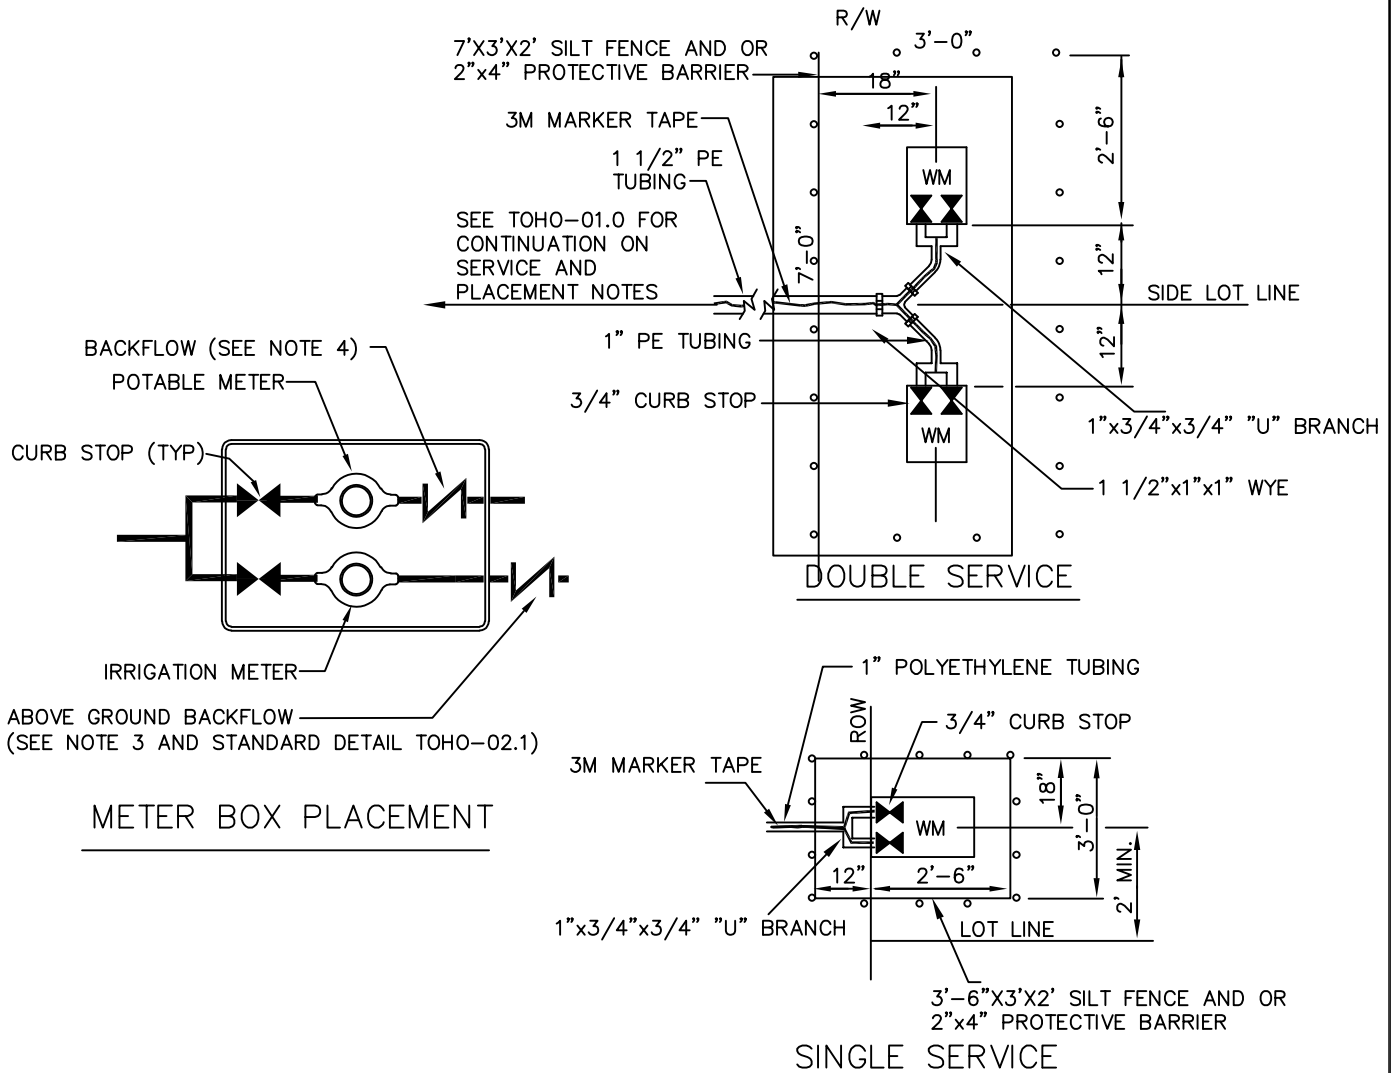 R/W
7'X3'X2' SILT FENCE AND OR
2"x4" PROTECTIVE BARRIER
3'-0"
18"
12"
3M MARKER TAPE
1 1/2" PE
TUBING
2'-6"
WM
SEE TOHO-01.0 FOR
CONTINUATION ON
SERVICE AND
PLACEMENT NOTES
7'-0"
12"
SIDE LOT LINE
1" PE TUBING
12"
3/4" CURB STOP
WM
1"x3/4"x3/4" "U" BRANCH
1 1/2"x1"x1" WYE
DOUBLE SERVICE
BACKFLOW (SEE NOTE 4)
POTABLE METER
CURB STOP (TYP)
IRRIGATION METER
ABOVE GROUND BACKFLOW
(SEE NOTE 3 AND STANDARD DETAIL TOHO-02.1)
METER BOX PLACEMENT
1" POLYETHYLENE TUBING
ROW
3/4" CURB STOP
3M MARKER TAPE
18"
3'-0"
WM
2' MIN.
12"
2'-6"
1"x3/4"x3/4" "U" BRANCH
LOT LINE
3'-6"X3'X2' SILT FENCE AND OR
2"x4" PROTECTIVE BARRIER
SINGLE SERVICE